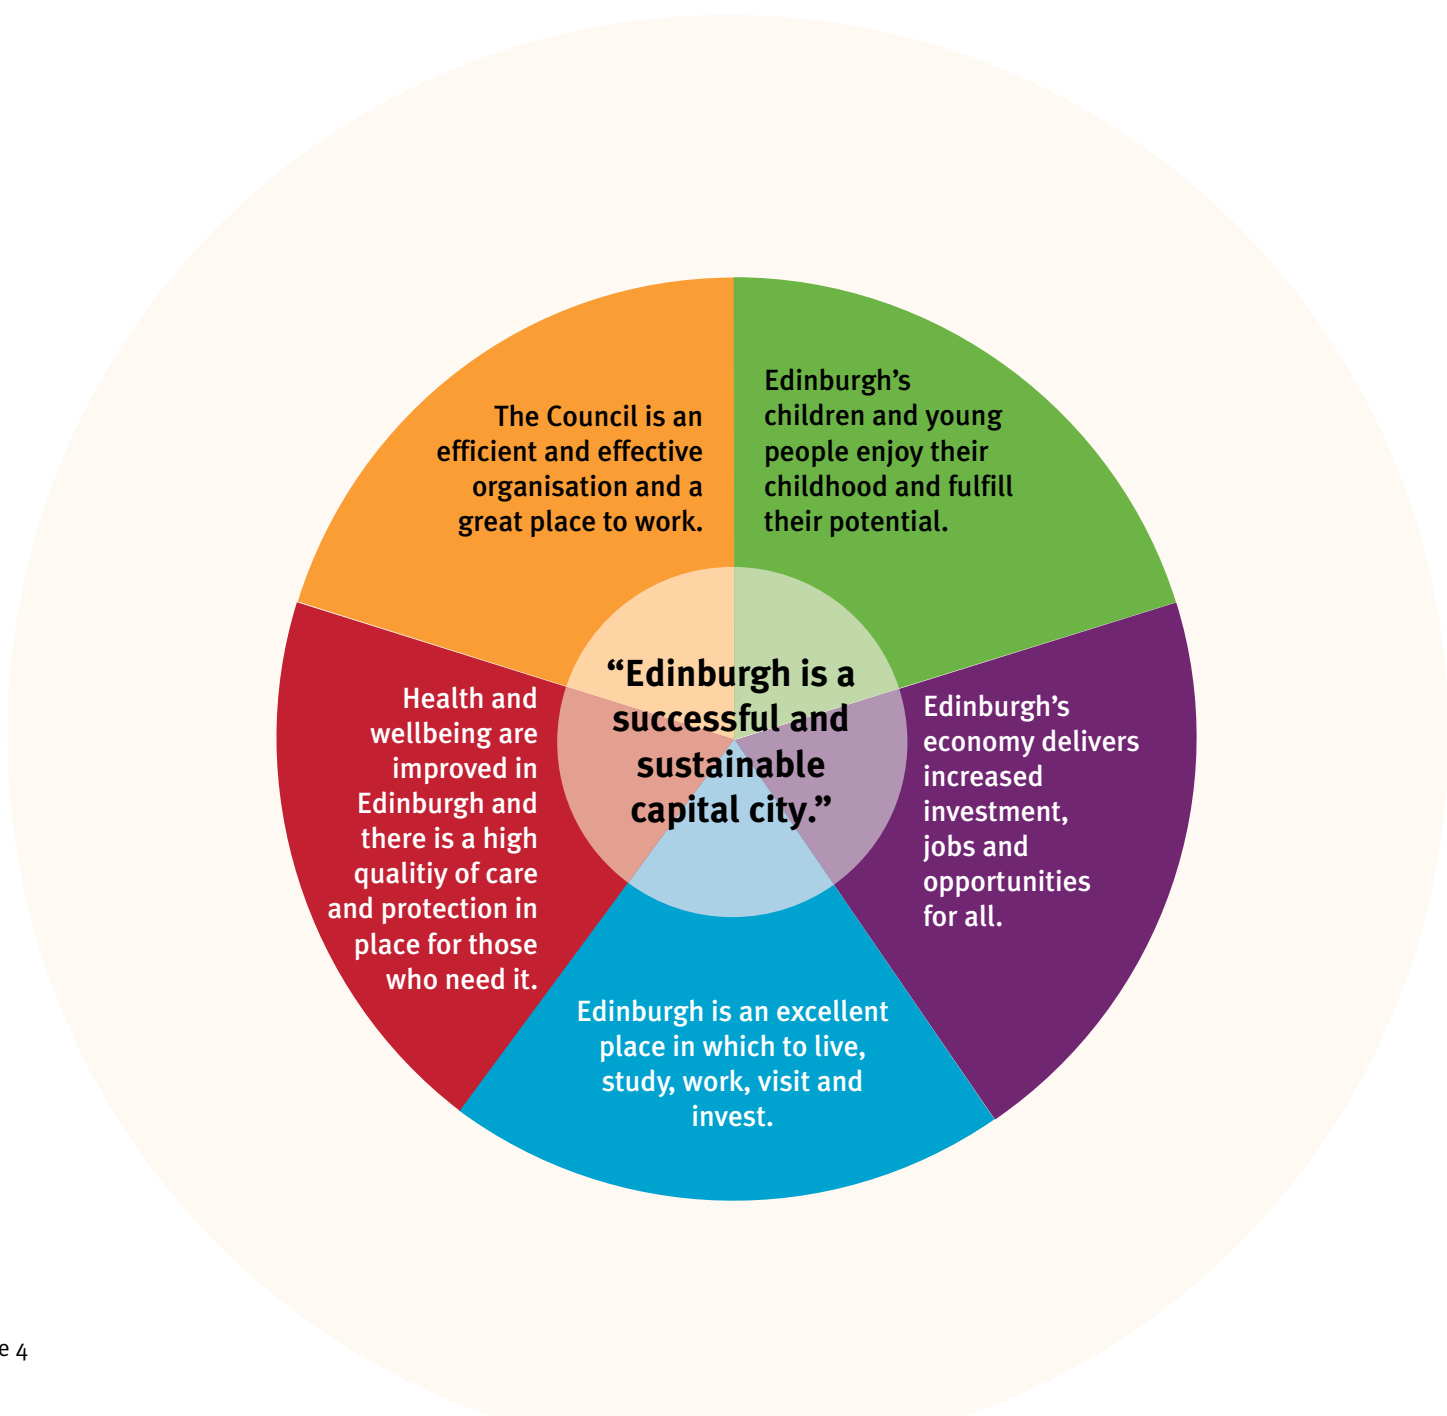 The Council is an
efficient and effective
organisation and a
great place to work.
Edinburgh’s
children and young
people enjoy their
childhood and fulfill
their potential.
“Edinburgh is a
successful and
sustainable
capital city.”
Health and
wellbeing are
improved in
Edinburgh and
there is a high
qualitiy of care
and protection in
place for those
who need it.
Edinburgh’s
economy delivers
increased
investment,
jobs and
opportunities
for all.
Edinburgh is an excellent
place in which to live,
study, work, visit and
invest.
e 4